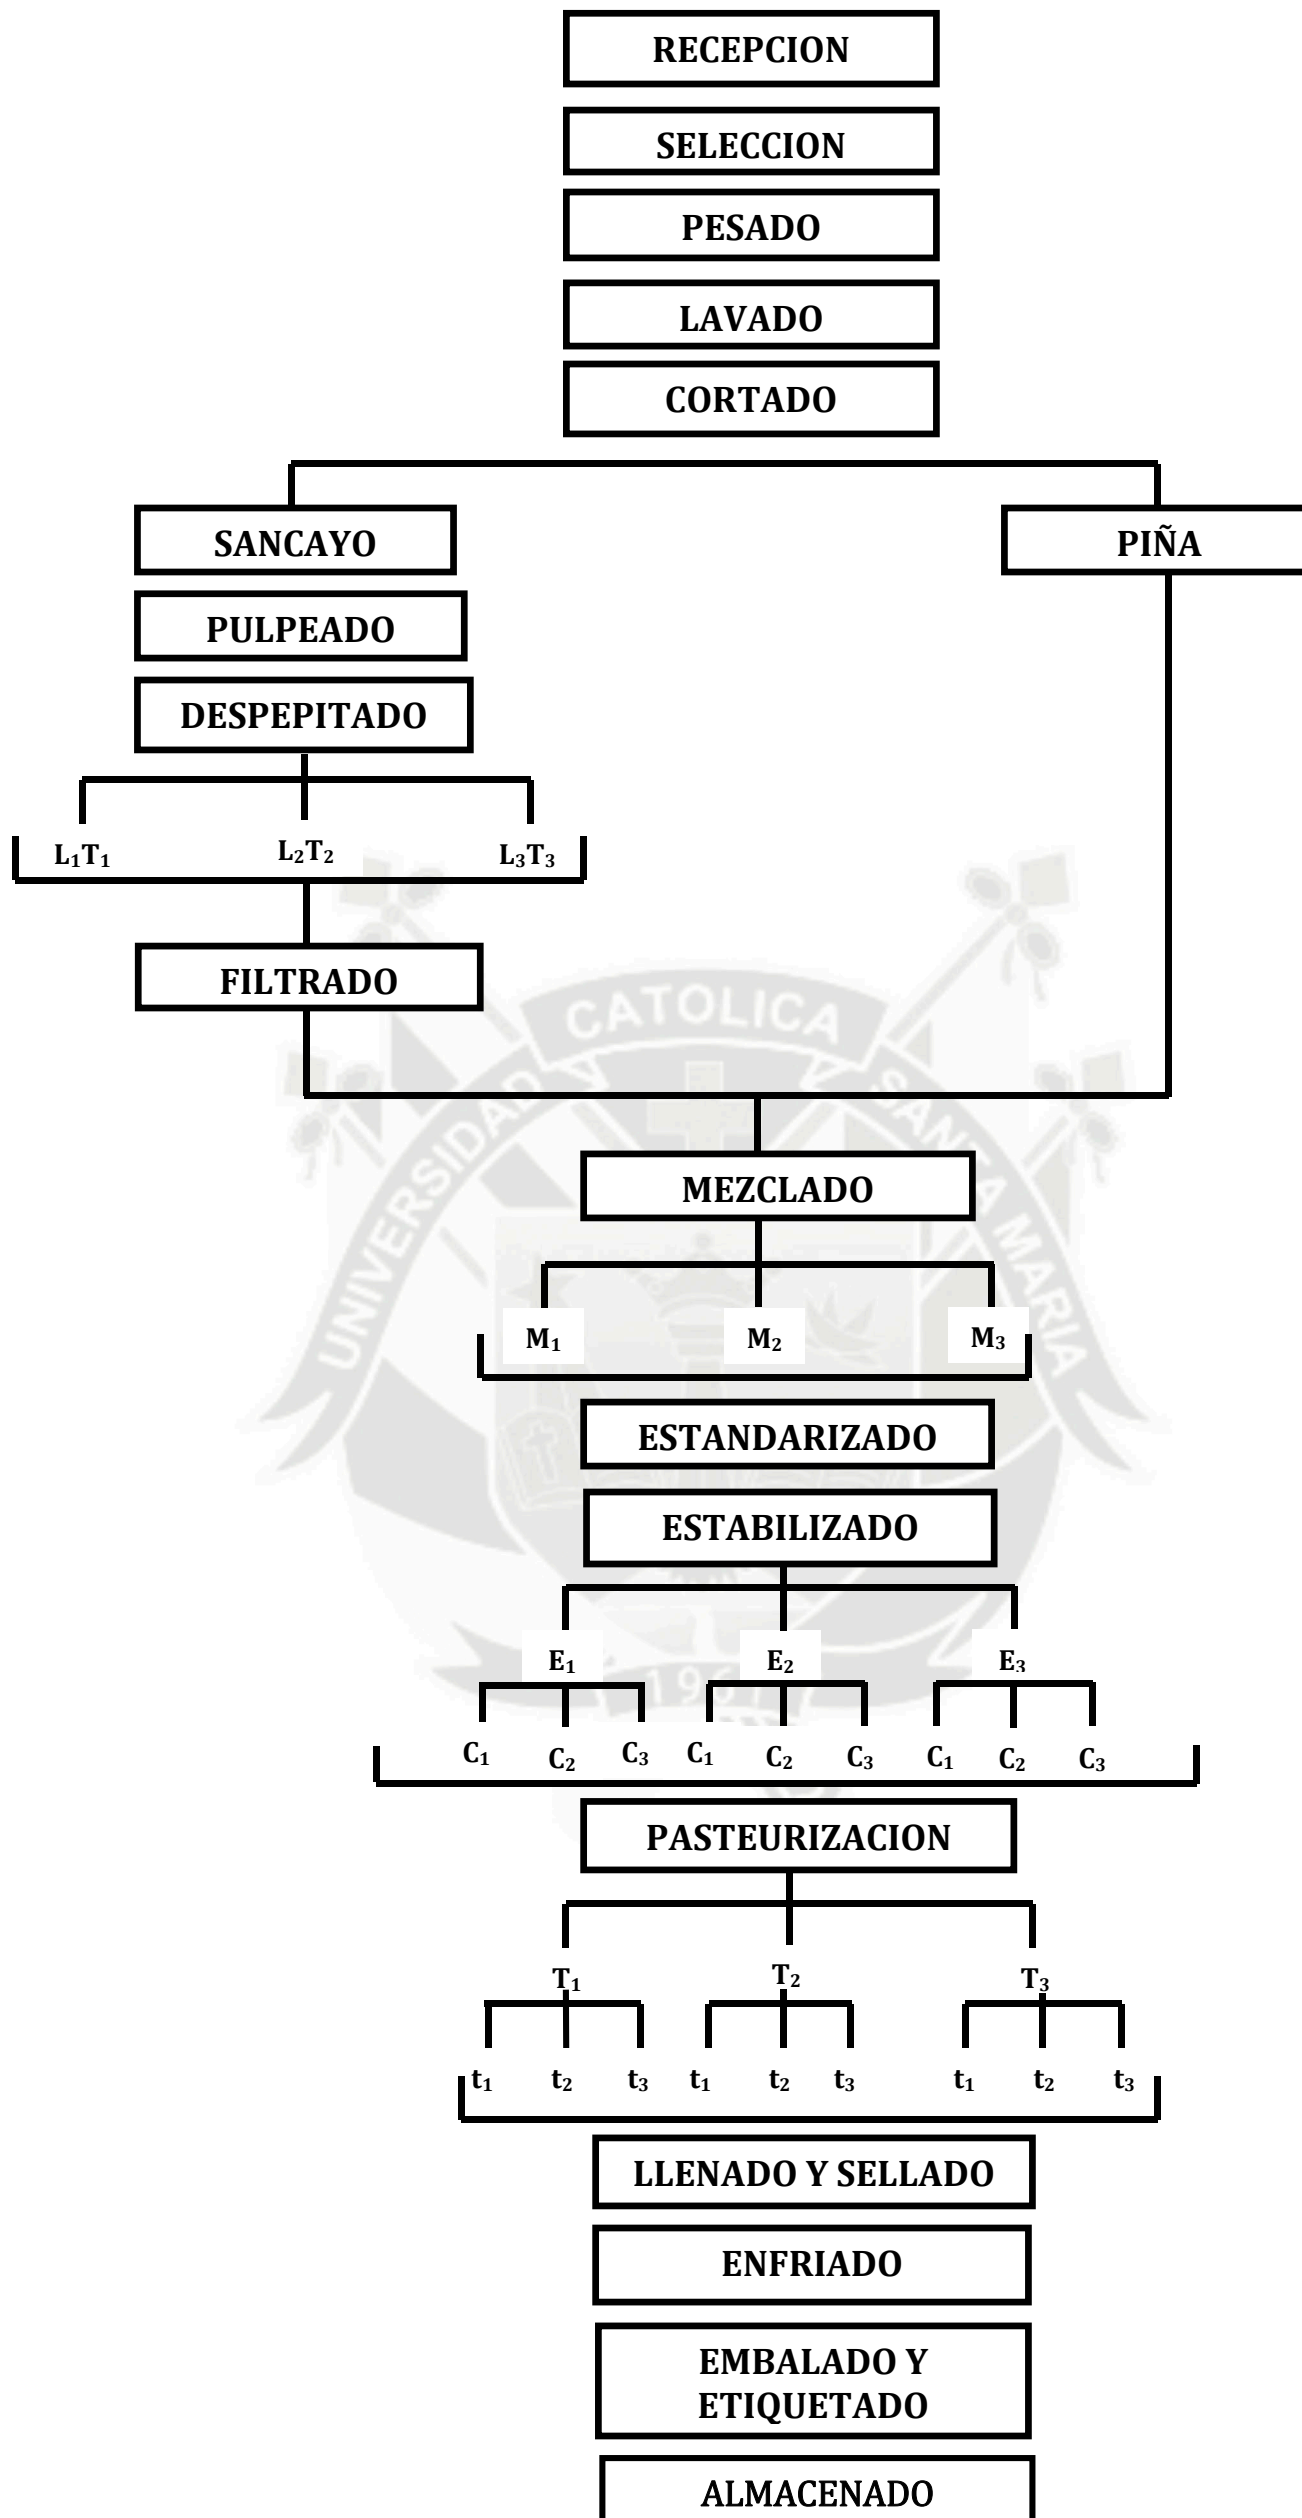 RECEPCION
SELECCION
PESADO
LAVADO
CORTADO
SANCAYO
PIÑA
PULPEADO
DESPEPITADO
L₁T₁ L₂T₂ L₃T₃
FILTRADO
UNIVERSIDAD CATOLICA SANTA MARIA
MEZCLADO
M₁ M₂ M₃
ESTANDARIZADO
ESTABILIZADO
E₁ E₂ E₃
1961
C₁ C₂ C₃ C₁ C₂ C₃ C₁ C₂ C₃
PASTEURIZACION
T₁ T₂ T₃
t₁ t₂ t₃ t₁ t₂ t₃ t₁ t₂ t₃
LLENADO Y SELLADO
ENFRIADO
EMBALADO Y
ETIQUETADO
ALMACENADO